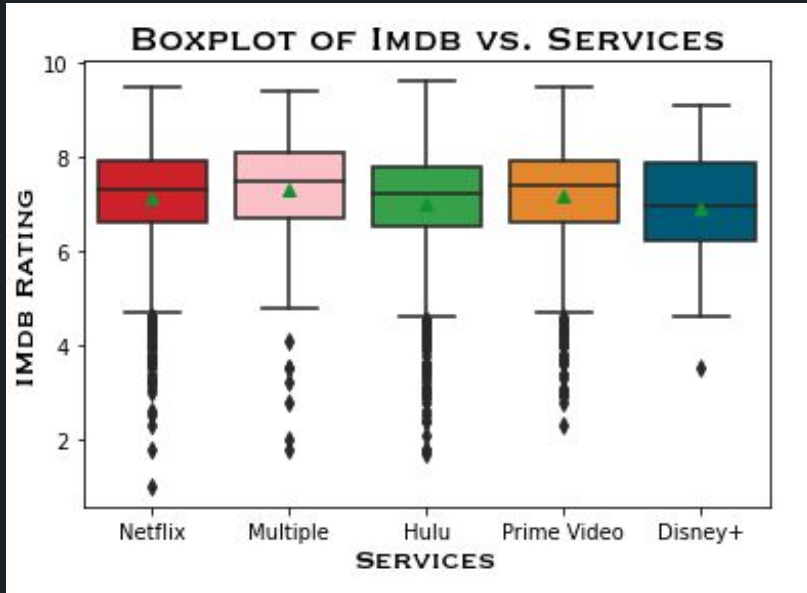 Boxplot of Imdb vs. Services
10
8
6
4
2
IMDB Rating
Netflix Multiple Hulu Prime Video Disney+
Services